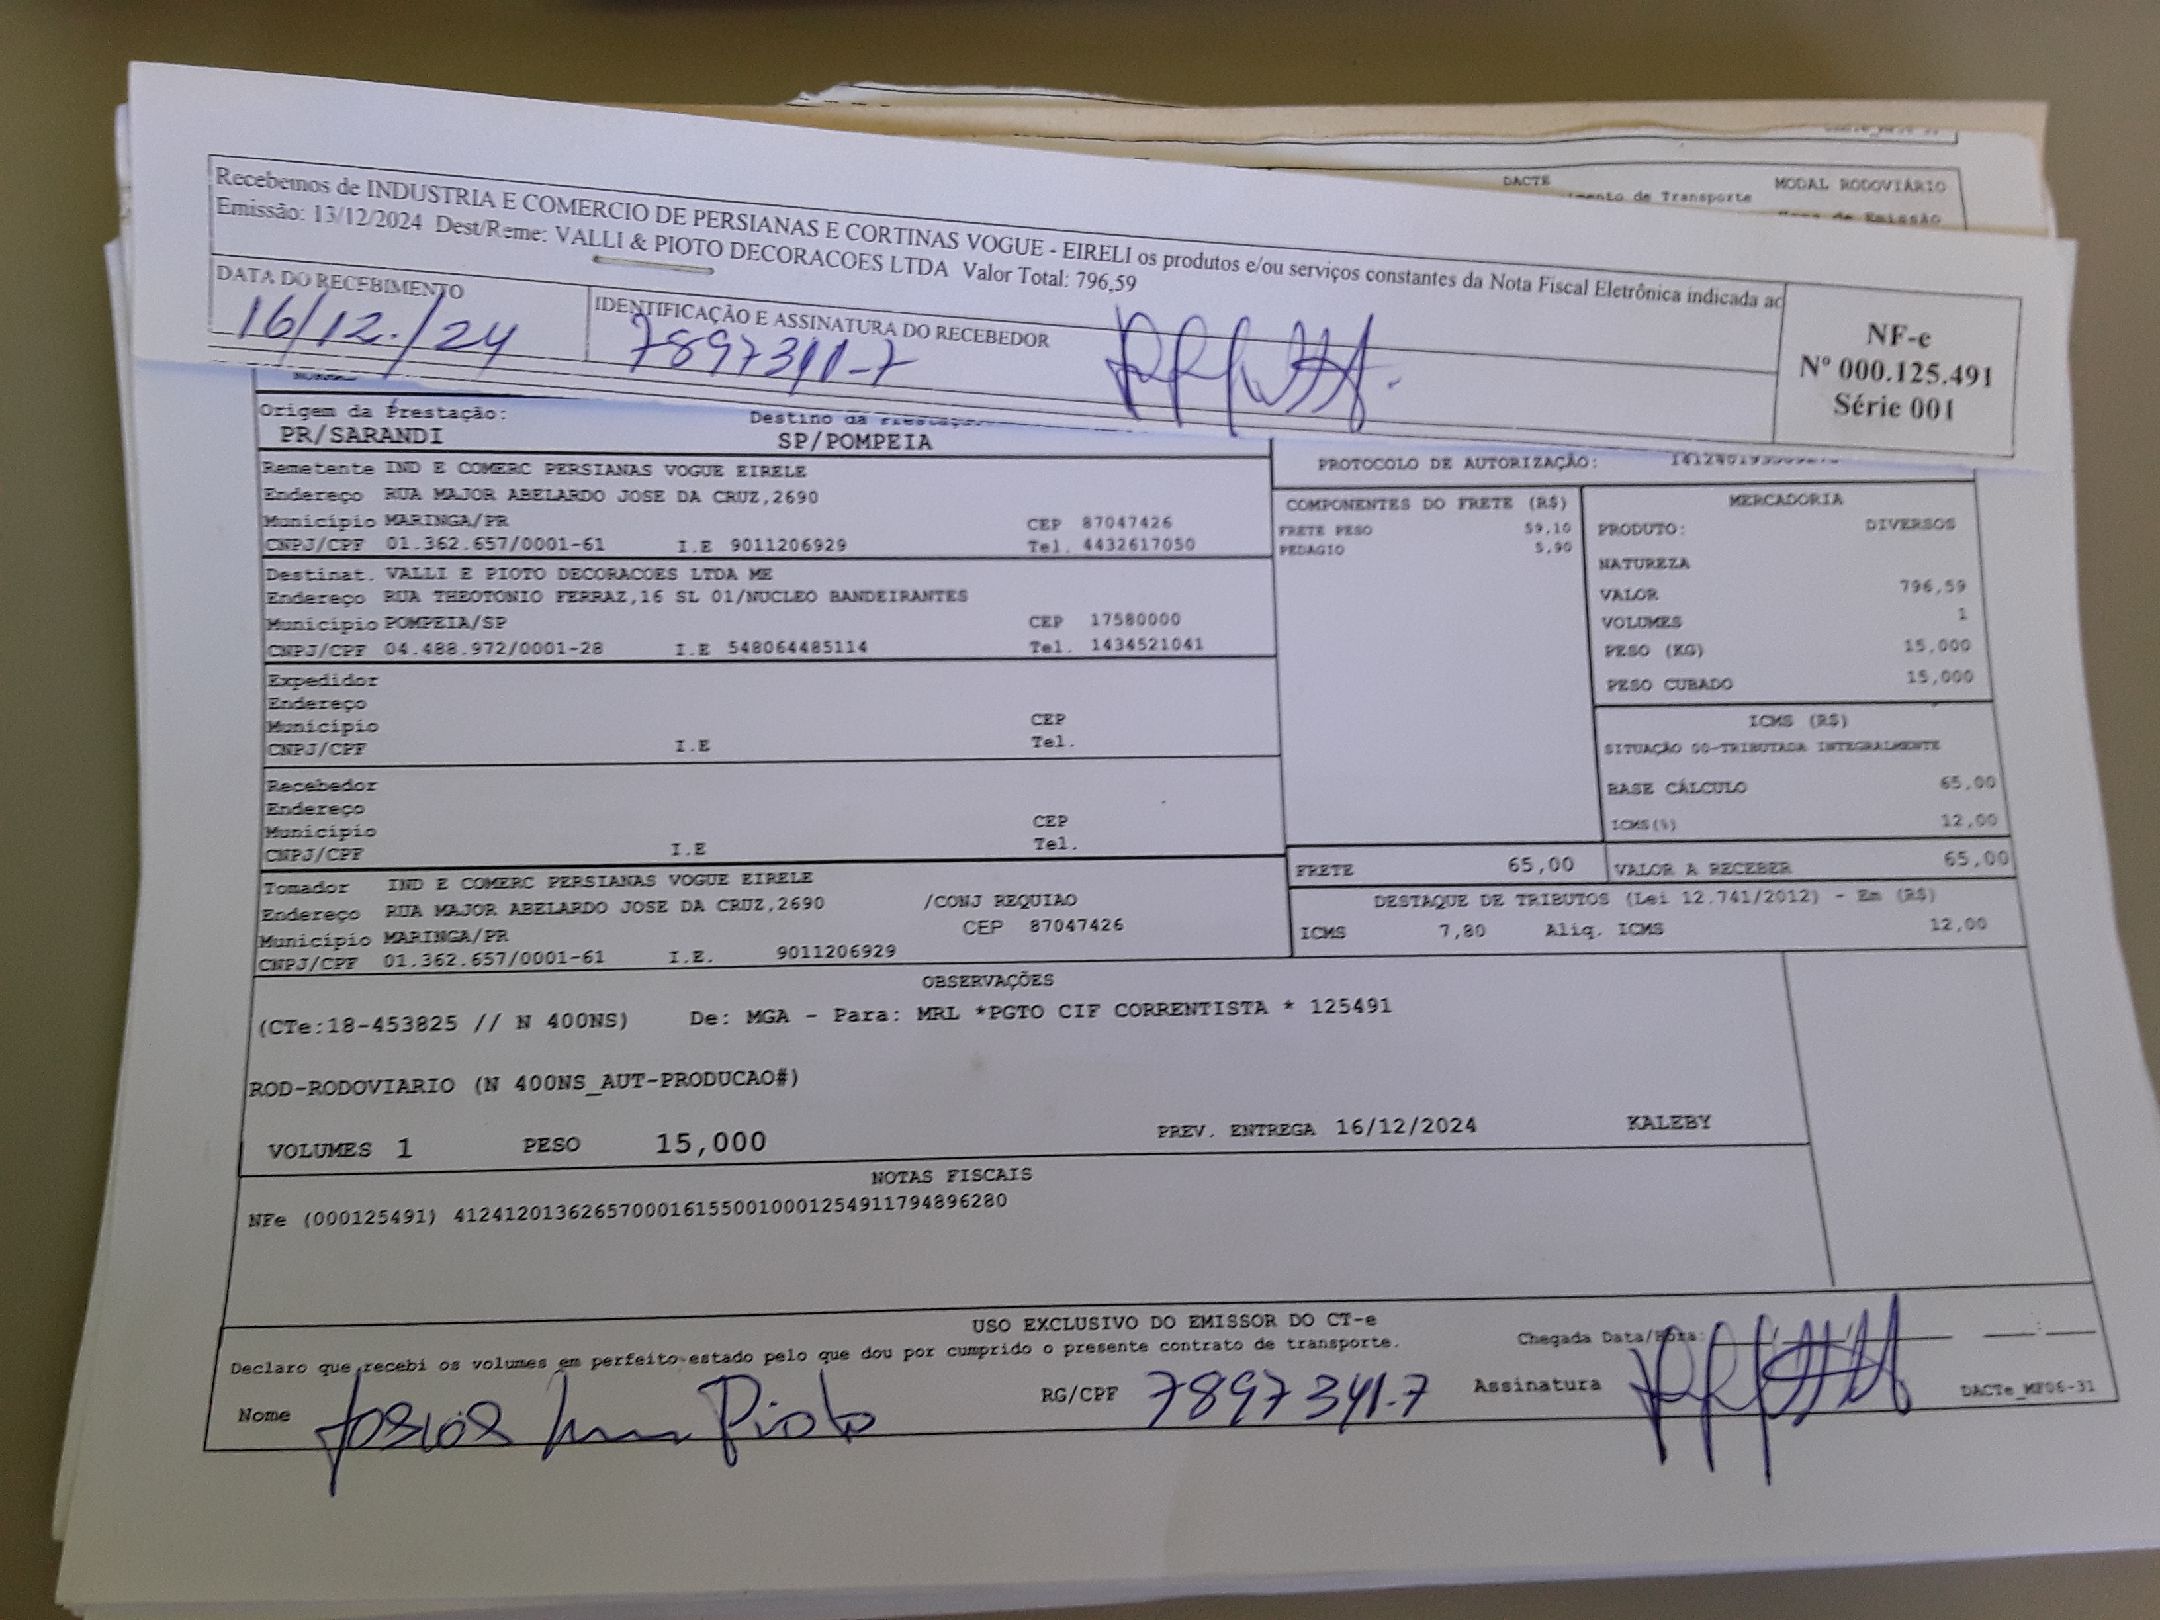 DACTE
MODAL RODOVIÁRIO
de Transporte
de Emissão
Recebemos de INDUSTRIA E COMERCIO DE PERSIANAS E CORTINAS VOGUE - EIRELI os produtos e/ou serviços constantes da Nota Fiscal Eletrônica indicada ao
Emissão: 13/12/2024 Dest/Reme: VALLI & PIOTO DECORACOES LTDA Valor Total: 796,59
DATA DO RECEBIMENTO
16/12./24
IDENTIFICAÇÃO E ASSINATURA DO RECEBEDOR
7897341-7
NF-e
Nº 000.125.491
Série 001
Origem da Prestação:
PR/SARANDI
Destino da
SP/POMPEIA
Remetente IND E COMERC PERSIANAS VOGUE EIRELE
Endereço RUA MAJOR ABELARDO JOSE DA CRUZ,2690
Município MARINGA/PR CEP 87047426
CNPJ/CPF 01.362.657/0001-61 I.E 9011206929 Tel. 4432617050
Destinat. VALLI E PIOTO DECORACOES LTDA ME
Endereço RUA THEOTONIO FERRAZ,16 SL 01/NUCLEO BANDEIRANTES
Município POMPEIA/SP CEP 17580000
CNPJ/CPF 04.488.972/0001-28 I.E 548064485114 Tel. 1434521041
Expedidor
Endereço
Município CEP
CNPJ/CPF I.E Tel.
Recebedor
Endereço
Município CEP
CNPJ/CPF I.E Tel.
Tomador IND E COMERC PERSIANAS VOGUE EIRELE
Endereço RUA MAJOR ABELARDO JOSE DA CRUZ,2690 /CONJ REQUIAO
Município MARINGA/PR CEP 87047426
CNPJ/CPF 01.362.657/0001-61 I.E. 9011206929
PROTOCOLO DE AUTORIZAÇÃO:
COMPONENTES DO FRETE (R$)
FRETE PESO 59,10
PEDAGIO 5,90
MERCADORIA
PRODUTO: DIVERSOS
NATUREZA
VALOR 796,59
VOLUMES 1
PESO (KG) 15,000
PESO CUBADO 15,000
ICMS (R$)
SITUAÇÃO 00-TRIBUTADA INTEGRALMENTE
BASE CÁLCULO 65,00
ICMS(%) 12,00
FRETE 65,00 VALOR A RECEBER 65,00
DESTAQUE DE TRIBUTOS (Lei 12.741/2012) - Em (R$)
ICMS 7,80 Aliq. ICMS 12,00
OBSERVAÇÕES
(CTe:18-453825 // N 400NS) De: MGA - Para: MRL *PGTO CIF CORRENTISTA * 125491
ROD-RODOVIARIO (N 400NS_AUT-PRODUCAO#)
VOLUMES 1 PESO 15,000 PREV. ENTREGA 16/12/2024 KALEBY
NOTAS FISCAIS
NFe (000125491) 41241201362657000161550010001254911794896280
USO EXCLUSIVO DO EMISSOR DO CT-e
Declaro que recebi os volumes em perfeito estado pelo que dou por cumprido o presente contrato de transporte.
Chegada Data/Hora:
Nome Pioto RG/CPF 7897341-7 Assinatura
DACTe_MF06-31